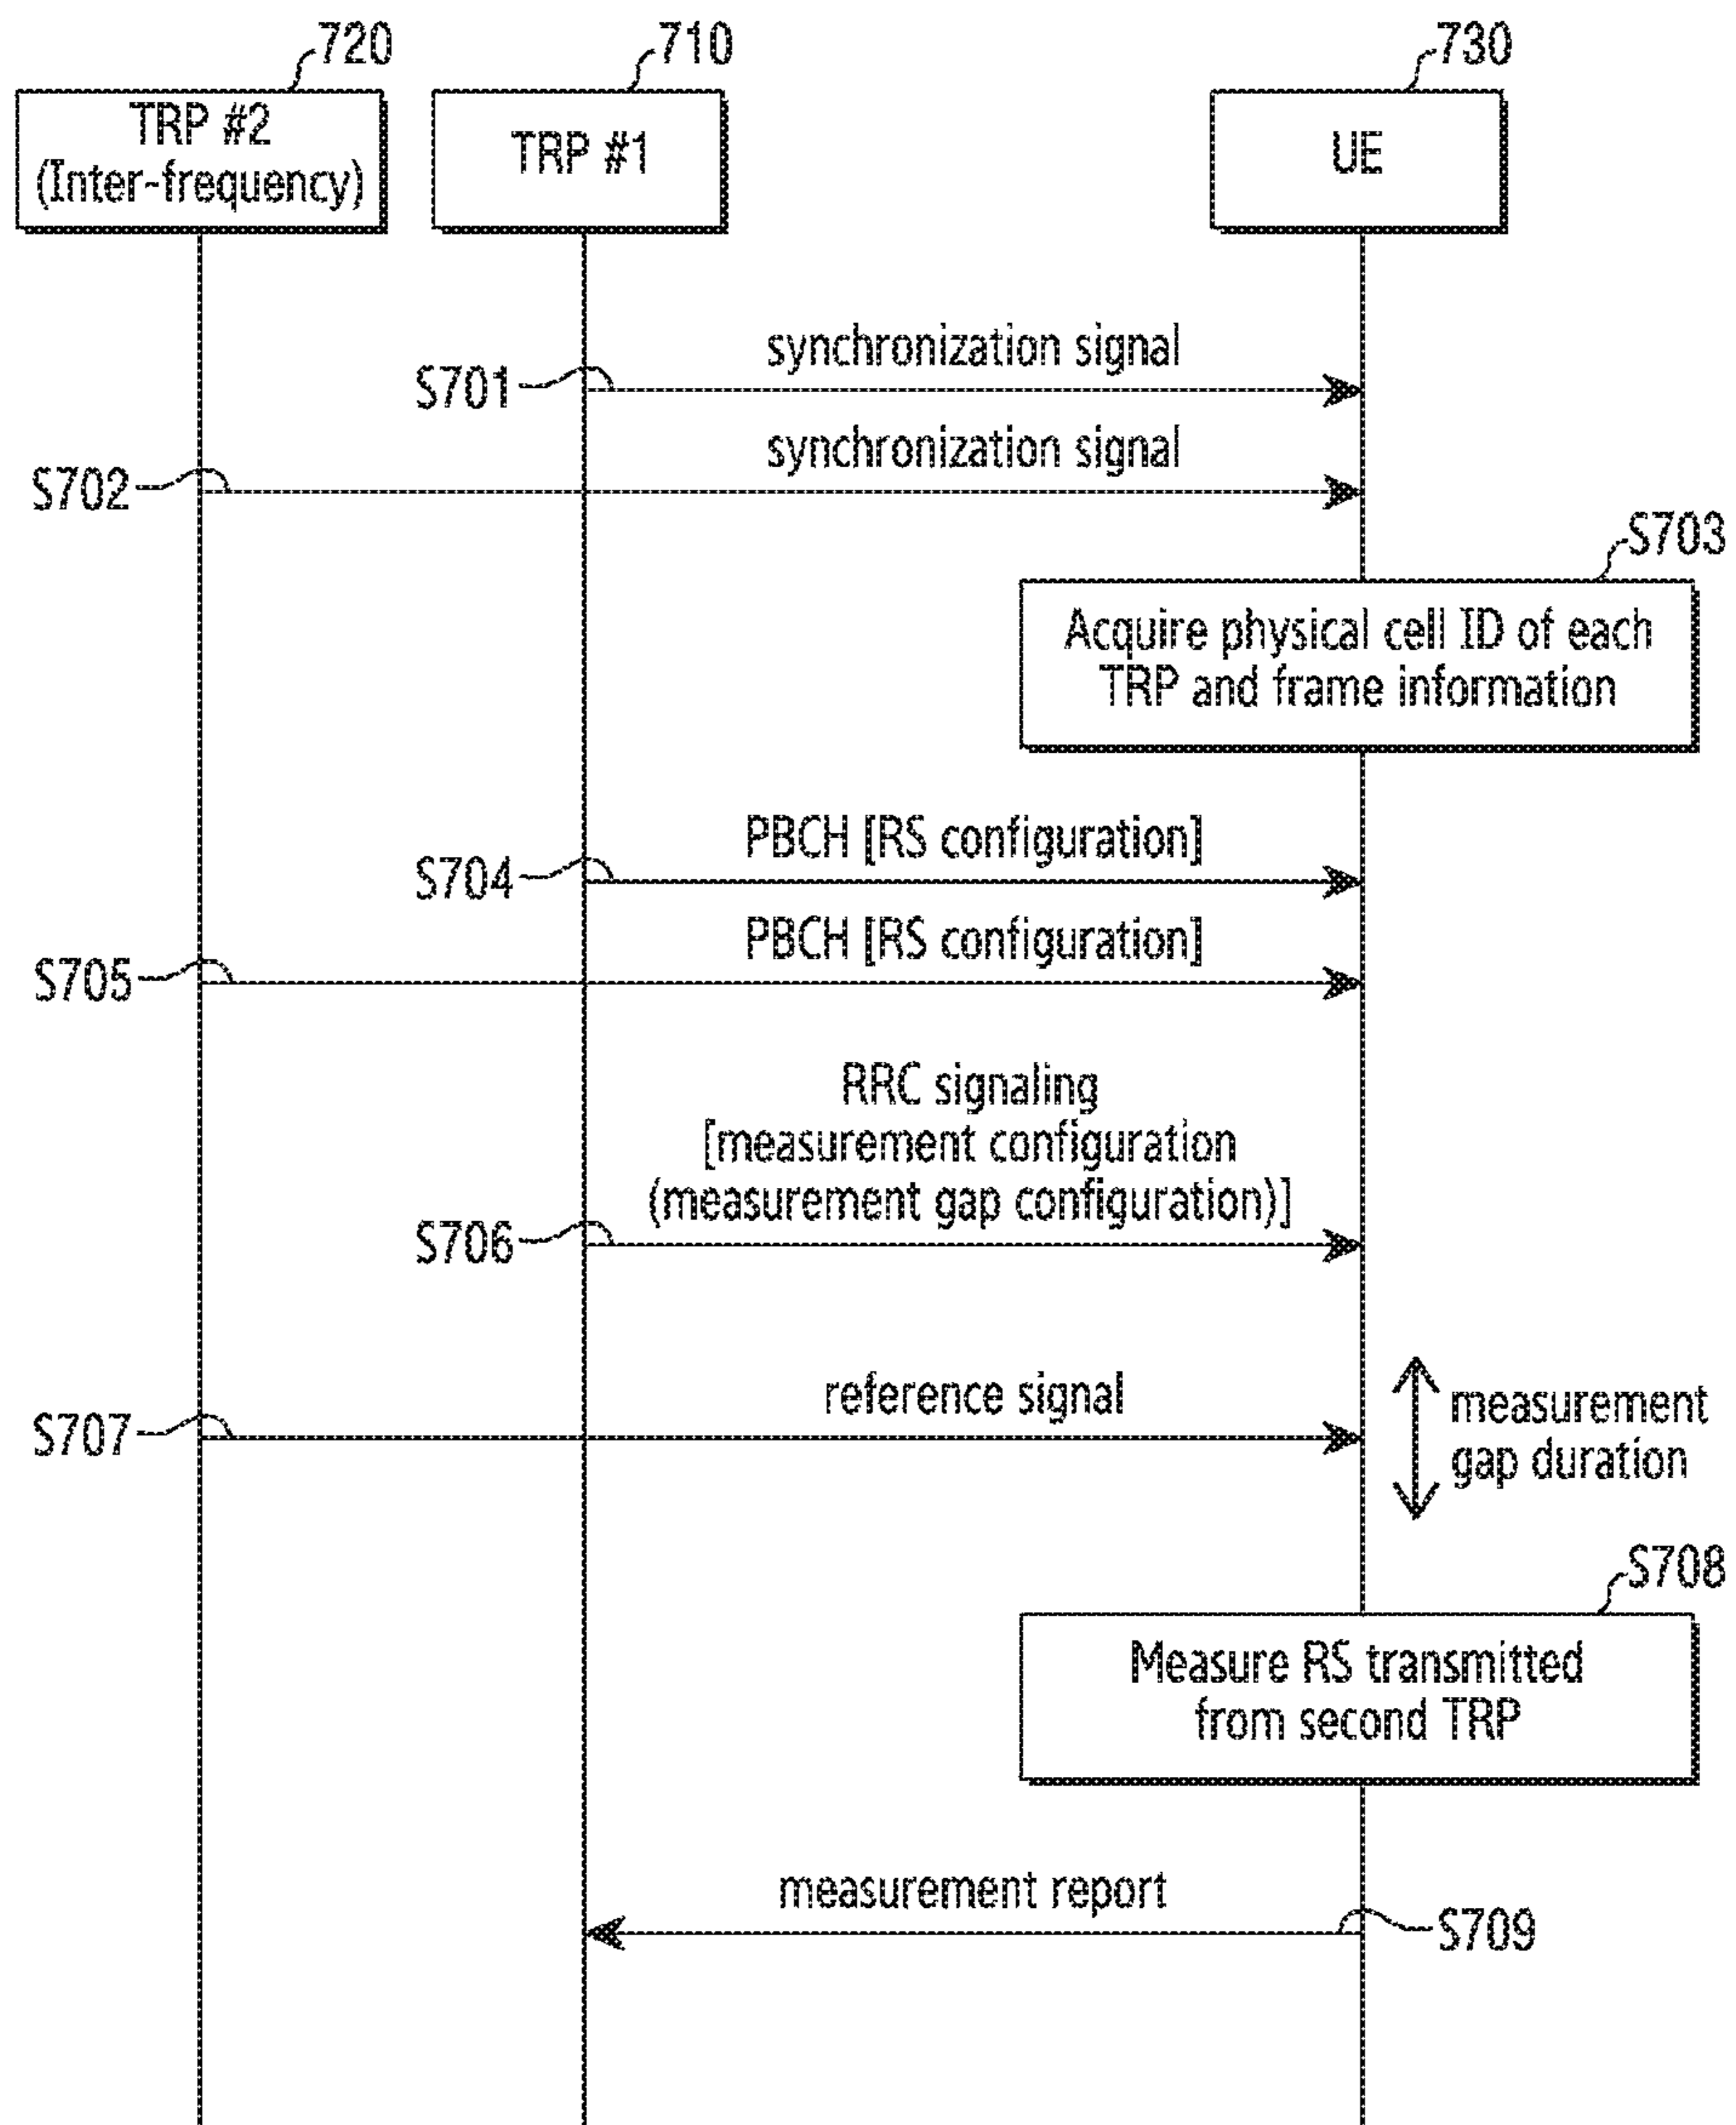 720
710
730
TRP #2
(Inter-frequency)
TRP #1
UE
synchronization signal
S701
synchronization signal
S702
S703
Acquire physical cell ID of each
TRP and frame information
PBCH [RS configuration]
S704
PBCH [RS configuration]
S705
RRC signaling
[measurement configuration
(measurement gap configuration)]
S706
reference signal
S707
measurement
gap duration
S708
Measure RS transmitted
from second TRP
measurement report
S709